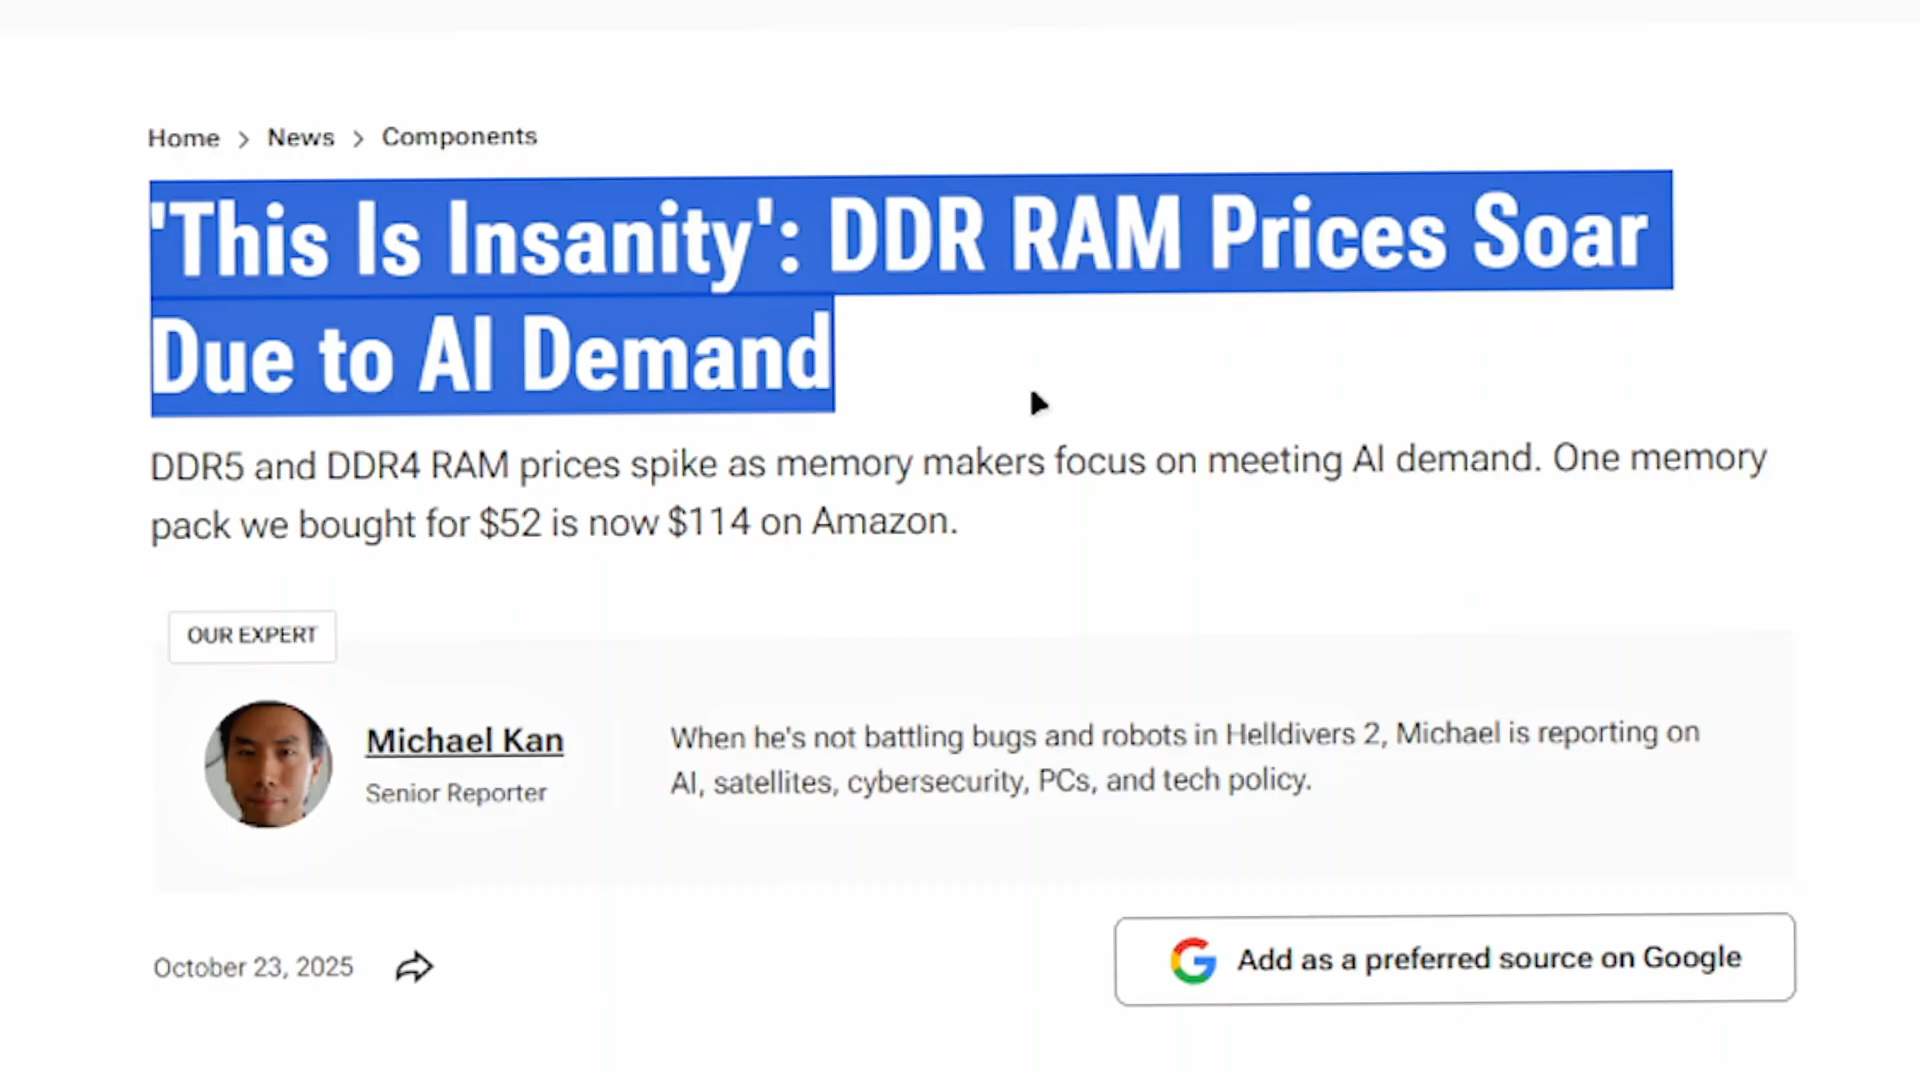 Home > News > Components
'This Is Insanity': DDR RAM Prices Soar
Due to AI Demand
DDR5 and DDR4 RAM prices spike as memory makers focus on meeting AI demand. One memory
pack we bought for $52 is now $114 on Amazon.
OUR EXPERT
Michael Kan
Senior Reporter
When he's not battling bugs and robots in Helldivers 2, Michael is reporting on
AI, satellites, cybersecurity, PCs, and tech policy.
October 23, 2025
Add as a preferred source on Google